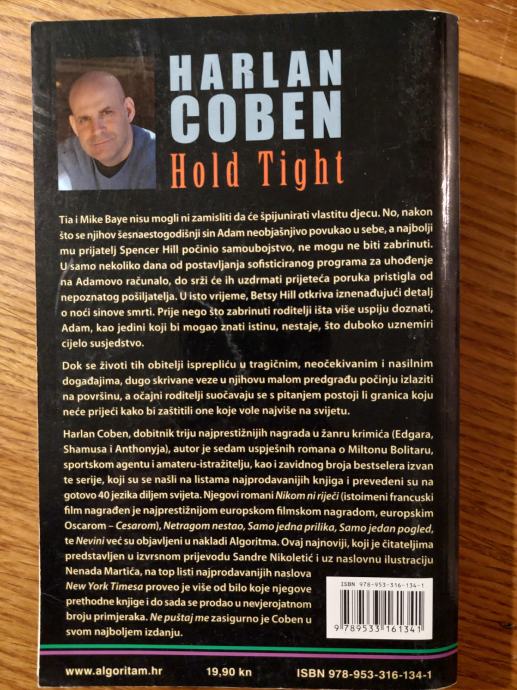 HARLAN
COBEN
Hold Tight
Tia i Mike Baye nisu mogli ni zamisliti da će špijunirati vlastitu djecu. No, nakon
što se njihov šesnaestogodišnji sin Adam neobjašnjivo povukao u sebe, a najbolji
mu prijatelj Spencer Hill počinio samoubojstvo, ne mogu ne biti zabrinuti.
U samo nekoliko dana od postavljanja sofisticiranog programa za uhođenje
na Adamovo računalo, do srži će ih uzdrmati prijeteća poruka pristigla od
nepoznatog pošiljatelja. U isto vrijeme, Betsy Hill otkriva iznenađujući detalj
o noći sinove smrti. Prije nego što zabrinuti roditelji išta više uspiju doznati,
Adam, kao jedini koji bi mogao znati istinu, nestaje, što duboko uznemiri
cijelo susjedstvo.
Dok se životi tih obitelji isprepliću u tragičnim, neočekivanim i nasilnim
događajima, dugo skrivane veze u njihovu malom predgrađu počinju izlaziti
na površinu, a očajni roditelji suočavaju se s pitanjem postoji li granica koju
neće prijeći kako bi zaštitili one koje vole najviše na svijetu.
Harlan Coben, dobitnik triju najprestižnijih nagrada u žanru krimića (Edgara,
Shamusa i Anthonyja), autor je sedam uspješnih romana o Miltonu Bolitaru,
sportskom agentu i amateru-istražitelju, kao i zavidnog broja bestselera izvan
te serije, koji su se našli na listama najprodavanijih knjiga i prevedeni su na
gotovo 40 jezika diljem svijeta. Njegovi romani Nikom ni riječi (istoimeni francuski
film nagrađen je najprestižnijom europskom filmskom nagradom, europskim
Oscarom – Cesarom), Netragom nestao, Samo jedna prilika, Samo jedan pogled,
te Nevini već su objavljeni u nakladi Algoritma. Ovaj najnoviji, koji je čitateljima
predstavljen u izvrsnom prijevodu Sandre Nikoletić i uz naslovnu ilustraciju
Nenada Martića, na top listi najprodavanijih naslova
New York Timesa proveo je više od bilo koje njegove
prethodne knjige i do sada se prodao u nevjerojatnom
broju primjeraka. Ne puštaj me zasigurno je Coben u
svom najboljem izdanju.
ISBN 978-953-316-134-1
9 789533 161341
www.algoritam.hr 19,90 kn ISBN 978-953-316-134-1